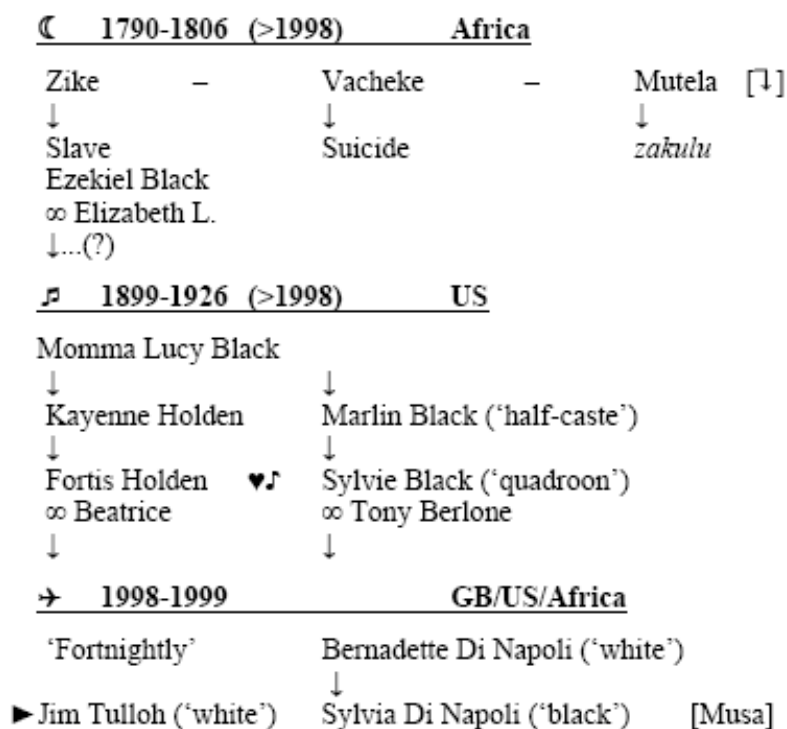 ☾ 1790-1806 (>1998) Africa
Zike – Vacheke – Mutela [↴]
↓ ↓ ↓
Slave Suicide zakulu
Ezekiel Black
∞ Elizabeth L.
↓...(?)
♬ 1899-1926 (>1998) US
Momma Lucy Black
↓ ↓
Kayenne Holden Marlin Black (‘half-caste’)
↓ ↓
Fortis Holden ♥♪ Sylvie Black (‘quadroon’)
∞ Beatrice ∞ Tony Berlone
↓ ↓
✈ 1998-1999 GB/US/Africa
‘Fortnightly’ Bernadette Di Napoli (‘white’)
↓
►Jim Tulloh (‘white’) Sylvia Di Napoli (‘black’) [Musa]